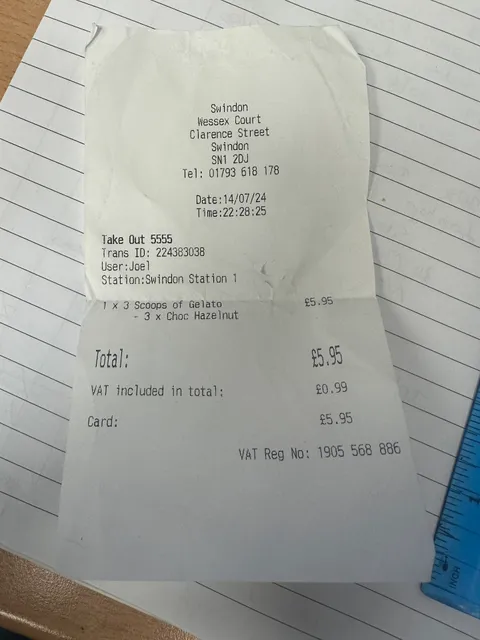 Swindon
Wessex Court
Clarence Street
Swindon
SN1 2DJ
Tel: 01793 618 178
Date:14/07/24
Time:22:28:25
Take Out 5555
Trans ID: 224383038
User:Joel
Station:Swindon Station 1
1 x 3 Scoops of Gelato £5.95
- 3 x Choc Hazelnut
Total: £5.95
VAT included in total: £0.99
Card: £5.95
VAT Reg No: 1905 568 886
INCH